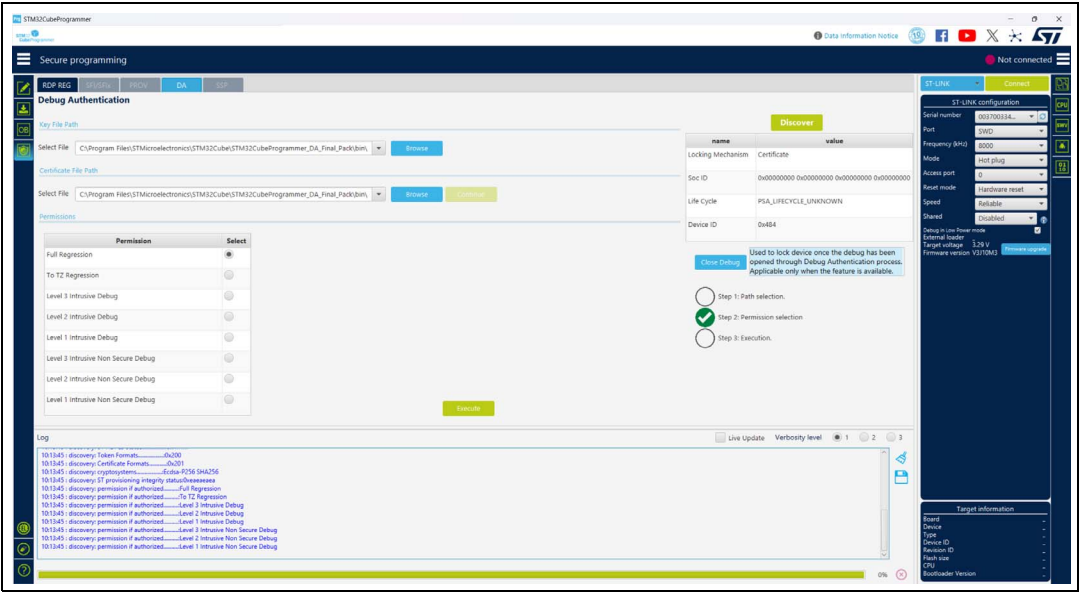 STM32CubeProgrammer
Data Information Notice
Secure programming
Not connected
RDP REG
SFI/SFIx
PROV
DA
SSP
Debug Authentication
Key File Path
Select File C:\Program Files\STMicroelectronics\STM32Cube\STM32CubeProgrammer_DA_Final_Pack\bin\
Browse
Certificate File Path
Select File C:\Program Files\STMicroelectronics\STM32Cube\STM32CubeProgrammer_DA_Final_Pack\bin\
Browse
Continue
Permissions
Permission Select
Full Regression
To TZ Regression
Level 3 Intrusive Debug
Level 2 Intrusive Debug
Level 1 Intrusive Debug
Level 3 Intrusive Non Secure Debug
Level 2 Intrusive Non Secure Debug
Level 1 Intrusive Non Secure Debug
Execute
Discover
name value
Locking Mechanism Certificate
Soc ID 0x00000000 0x00000000 0x00000000 0x00000000
Life Cycle PSA_LIFECYCLE_UNKNOWN
Device ID 0x484
Close Debug
Used to lock device once the debug has been
opened through Debug Authentication process.
Applicable only when the feature is available.
Step 1: Path selection.
Step 2: Permission selection
Step 3: Execution.
Log
Live Update Verbosity level 1 2 3
10:13:45 : discovery: Token Formats...............:0x200
10:13:45 : discovery: Certificate Formats.........:0x201
10:13:45 : discovery: cryptosystems...............:Ecdsa-P256 SHA256
10:13:45 : discovery: ST provisioning integrity status:0xeaeaeaea
10:13:45 : discovery: permission if authorized..........:Full Regression
10:13:45 : discovery: permission if authorized..........:To TZ Regression
10:13:45 : discovery: permission if authorized..........:Level 3 Intrusive Debug
10:13:45 : discovery: permission if authorized..........:Level 2 Intrusive Debug
10:13:45 : discovery: permission if authorized..........:Level 1 Intrusive Debug
10:13:45 : discovery: permission if authorized..........:Level 3 Intrusive Non Secure Debug
10:13:45 : discovery: permission if authorized..........:Level 2 Intrusive Non Secure Debug
10:13:45 : discovery: permission if authorized..........:Level 1 Intrusive Non Secure Debug
0%
ST-LINK
Connect
ST-LINK configuration
Serial number 003700334...
Port SWD
Frequency (kHz) 8000
Mode Hot plug
Access port 0
Reset mode Hardware reset
Speed Reliable
Shared Disabled
Debug in Low Power mode
External loader -
Target voltage 3.29 V
Firmware version V3J10M3
Firmware upgrade
Target information
Board -
Device -
Type -
Device ID -
Revision ID -
Flash size -
CPU -
Bootloader Version -
OB
CPU
SWV